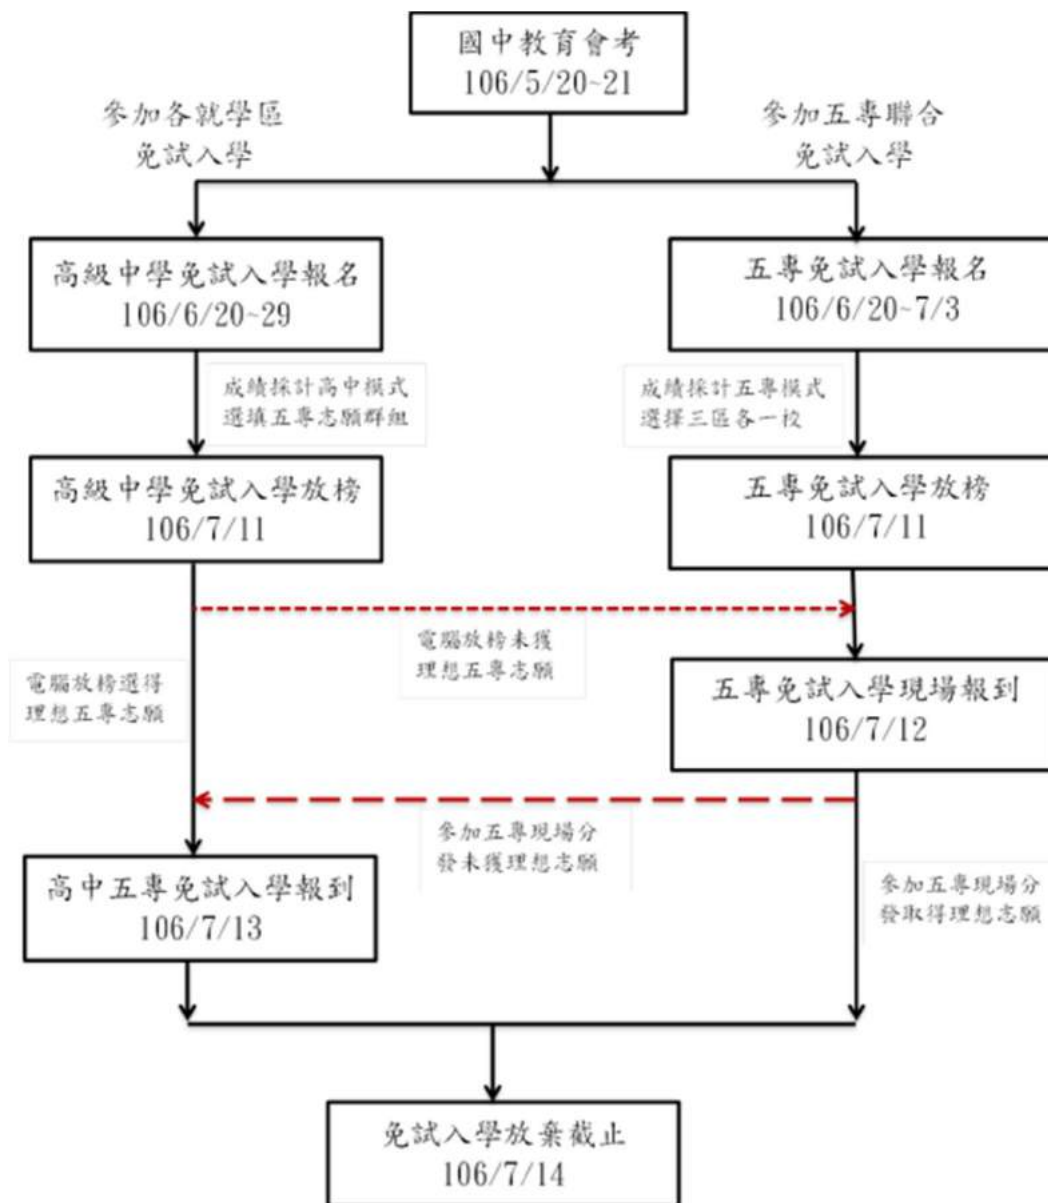 國中教育會考
106/5/20~21
參加各就學區
免試入學
參加五專聯合
免試入學
高級中學免試入學報名
106/6/20~29
五專免試入學報名
106/6/20~7/3
成績採計高中模式
選填五專志願群組
成績採計五專模式
選擇三區各一校
高級中學免試入學放榜
106/7/11
五專免試入學放榜
106/7/11
電腦放榜未獲
理想五專志願
電腦放榜選得
理想五專志願
五專免試入學現場報到
106/7/12
參加五專現場分
發未獲理想志願
高中五專免試入學報到
106/7/13
參加五專現場分
發取得理想志願
免試入學放棄截止
106/7/14